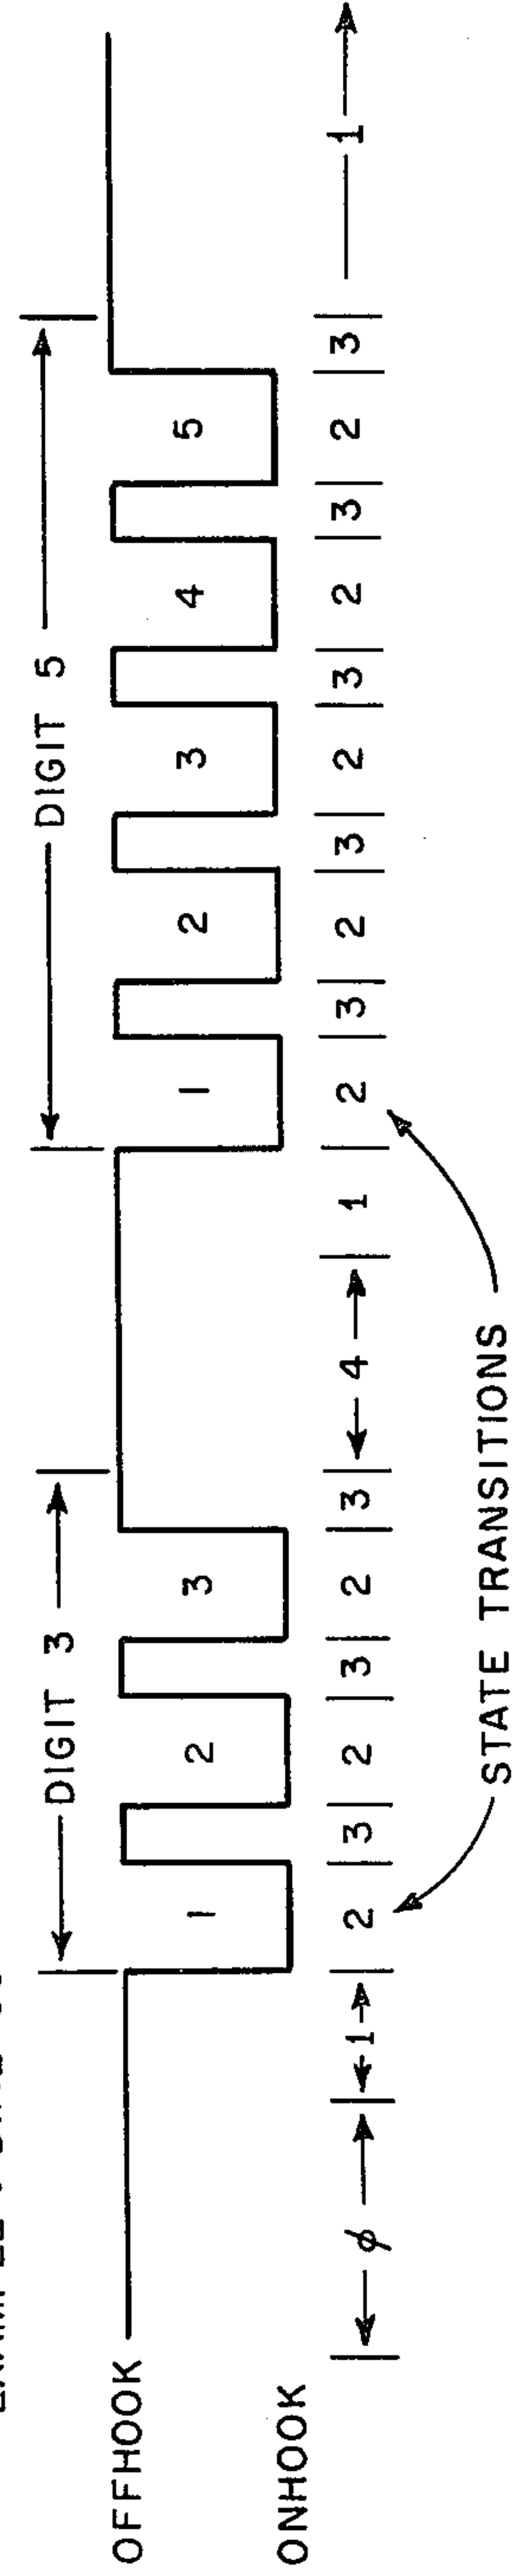 DIGIT 3 DIGIT 5
OFFHOOK
1 2 3 1 2 3 4 5
ONHOOK
ϕ 1 2 3 2 3 2 3 4 1 2 3 2 3 2 3 2 3 2 3 1
STATE TRANSITIONS